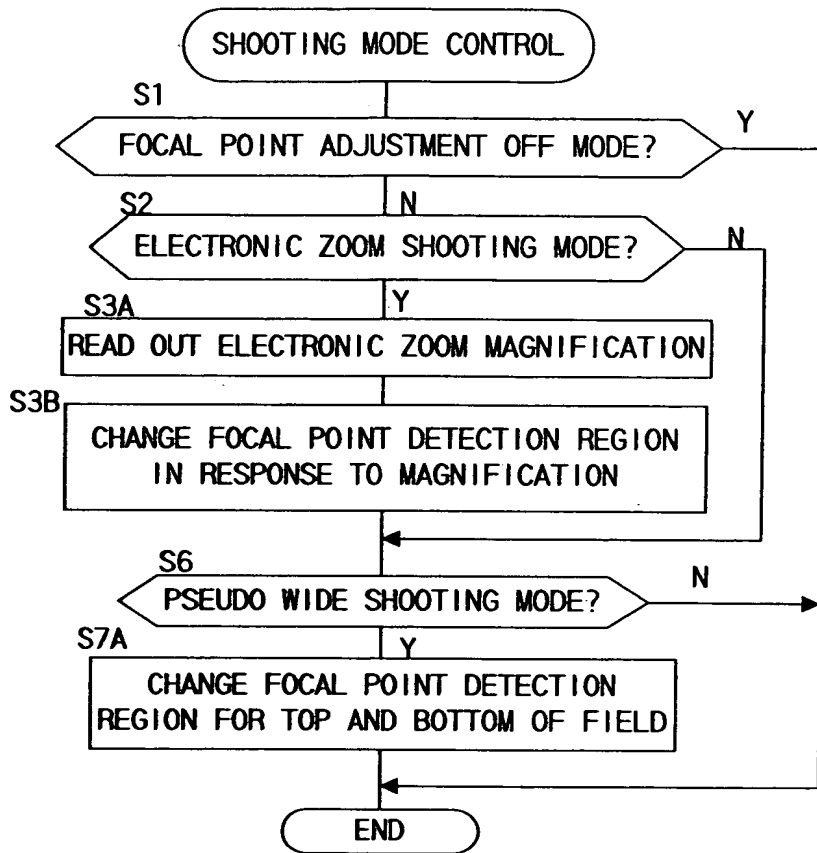 SHOOTING MODE CONTROL
S1
Y
FOCAL POINT ADJUSTMENT OFF MODE?
S2
N
ELECTRONIC ZOOM SHOOTING MODE?
N
S3A
Y
READ OUT ELECTRONIC ZOOM MAGNIFICATION
S3B
CHANGE FOCAL POINT DETECTION REGION
IN RESPONSE TO MAGNIFICATION
S6
N
PSEUDO WIDE SHOOTING MODE?
S7A
Y
CHANGE FOCAL POINT DETECTION
REGION FOR TOP AND BOTTOM OF FIELD
END